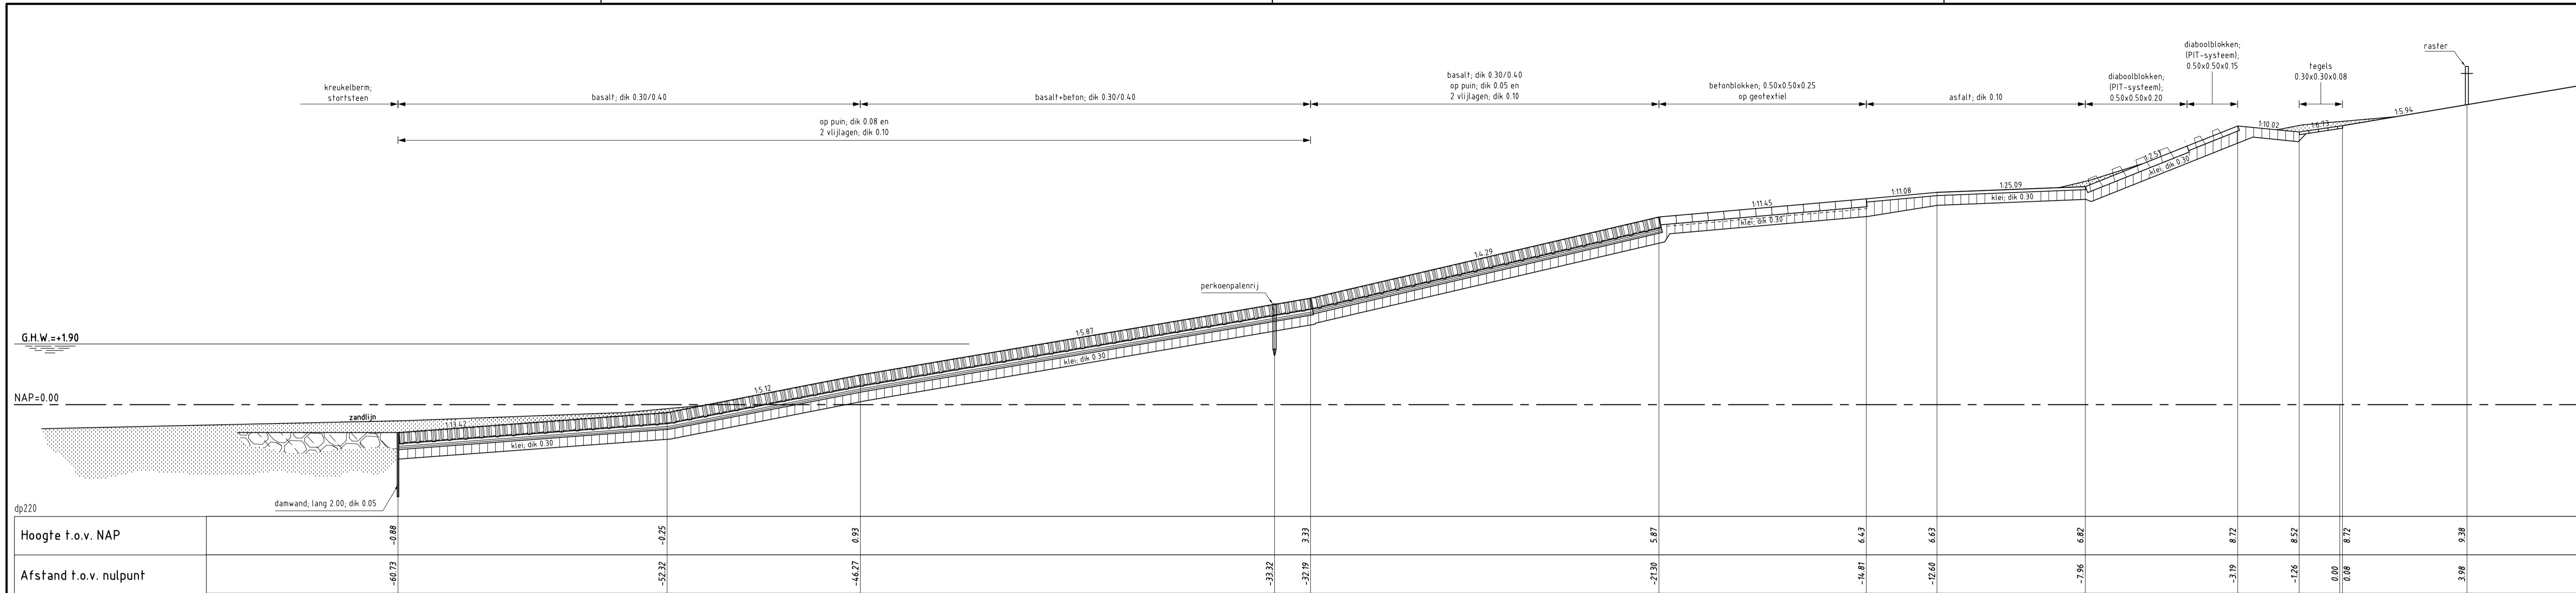 diaboolblokken;
(PIT-systeem);
0.50x0.50x0.15
raster
tegels
0.30x0.30x0.08
diaboolblokken;
(PIT-systeem);
0.50x0.50x0.20
basalt; dik 0.30/0.40
op puin; dik 0.05 en
2 vlijlagen; dik 0.10
betonblokken; 0.50x0.50x0.25
op geotextiel
asfalt; dik 0.10
kreukelberm;
stortsteen
basalt; dik 0.30/0.40
basalt+beton; dik 0.30/0.40
op puin; dik 0.08 en
2 vlijlagen; dik 0.10
1:5.94
1:10.02
1:6.73
1:2.51
klei; dik 0.30
1:25.09
klei; dik 0.30
1:11.08
1:11.45
klei; dik 0.30
1:4.29
perkoenpalenrij
1:5.87
klei; dik 0.30
G.H.W.=+1.90
1:5.12
NAP=0.00
zandlijn
1:13.42
klei; dik 0.30
damwand; lang 2.00; dik 0.05
dp220
Hoogte t.o.v. NAP
-0.88
-0.25
0.93
3.33
5.87
6.43
6.63
6.82
8.72
8.52
8.72
9.38
Afstand t.o.v. nulpunt
-60.73
-52.32
-46.27
-33.32
-32.19
-21.30
-14.81
-12.60
-7.96
-3.19
-1.26
0.00
0.08
3.98